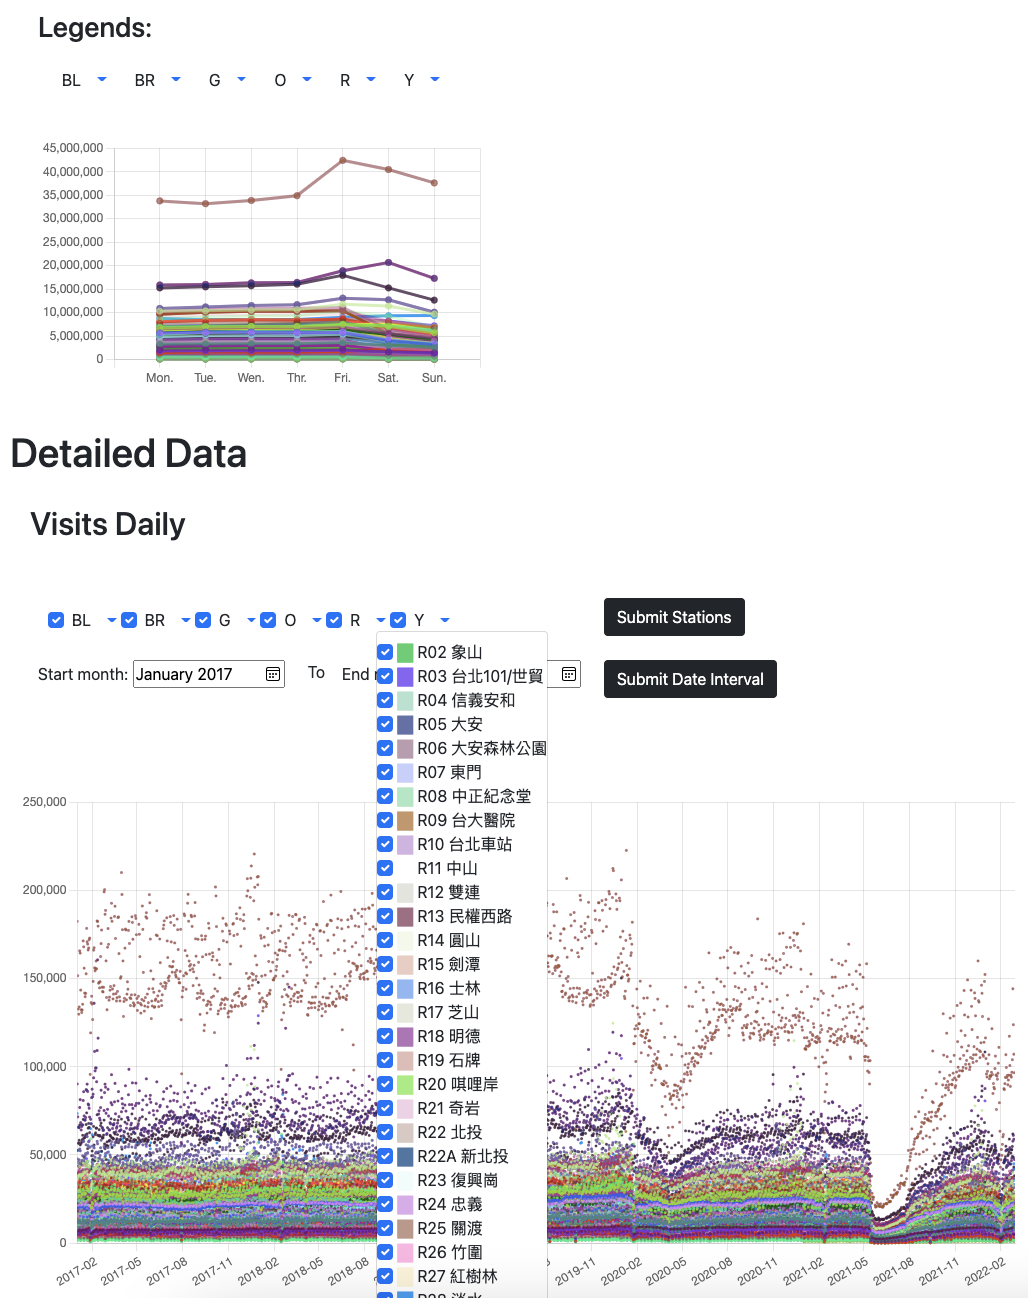 Legends:
BL BR G O R Y
45,000,000
40,000,000
35,000,000
30,000,000
25,000,000
20,000,000
15,000,000
10,000,000
5,000,000
0
Mon. Tue. Wen. Thr. Fri. Sat. Sun.
Detailed Data
Visits Daily
BL BR G O R Y
Submit Stations
Start month: January 2017 To End
Submit Date Interval
R02 象山
R03 台北101/世貿
R04 信義安和
R05 大安
R06 大安森林公園
R07 東門
R08 中正紀念堂
R09 台大醫院
R10 台北車站
R11 中山
R12 雙連
R13 民權西路
R14 圓山
R15 劍潭
R16 士林
R17 芝山
R18 明德
R19 石牌
R20 唭哩岸
R21 奇岩
R22 北投
R22A 新北投
R23 復興崗
R24 忠義
R25 關渡
R26 竹圍
R27 紅樹林
R28 淡水
250,000
200,000
150,000
100,000
50,000
0
2017-02 2017-05 2017-08 2017-11 2018-02 2018-05 2018-08 2019-11 2020-02 2020-05 2020-08 2020-11 2021-02 2021-05 2021-08 2021-11 2022-02